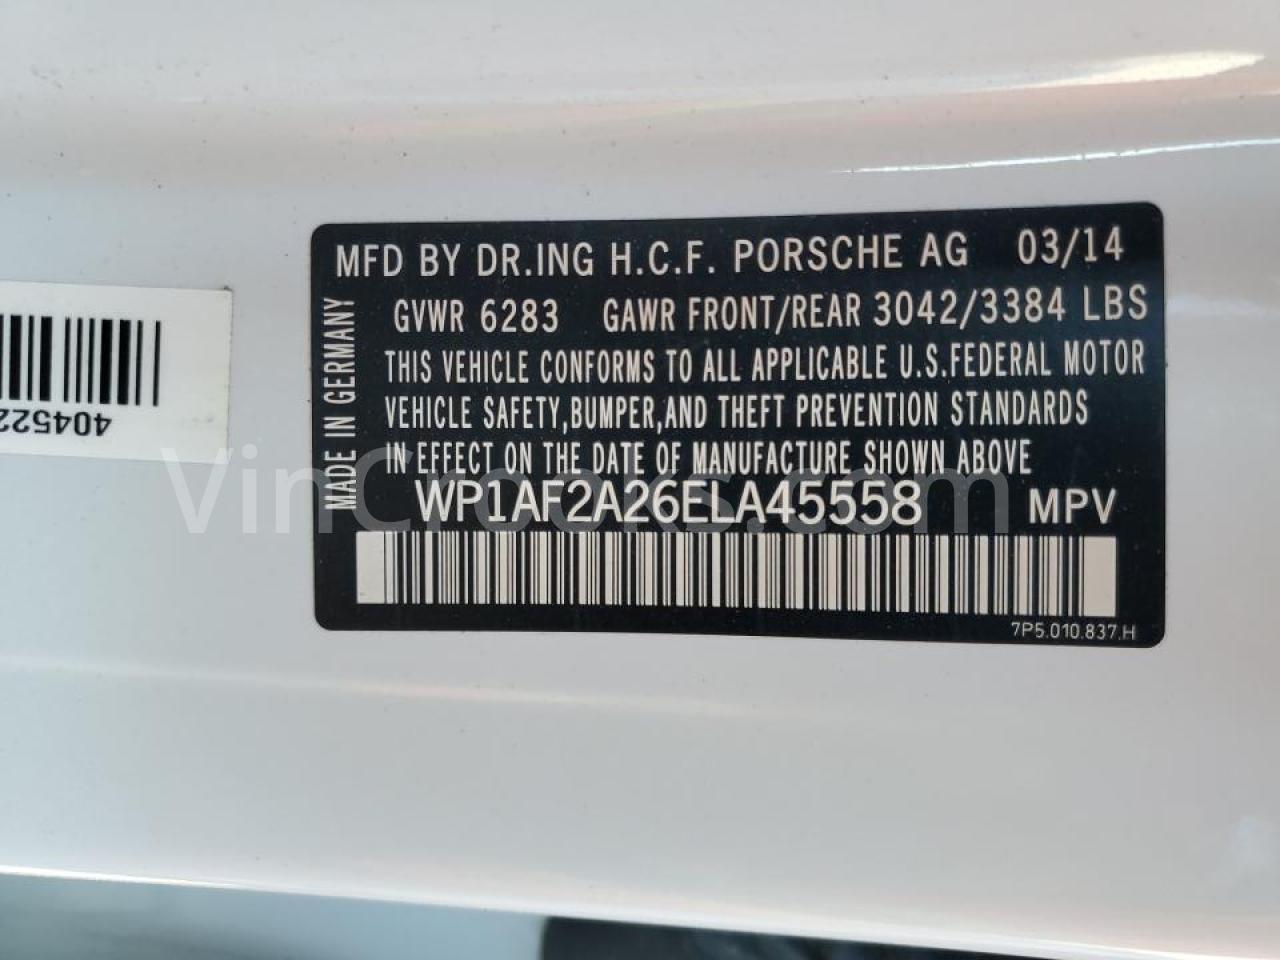 MFD BY DR.ING H.C.F. PORSCHE AG 03/14
GVWR 6283 GAWR FRONT/REAR 3042/3384 LBS
THIS VEHICLE CONFORMS TO ALL APPLICABLE U.S.FEDERAL MOTOR
VEHICLE SAFETY,BUMPER,AND THEFT PREVENTION STANDARDS
IN EFFECT ON THE DATE OF MANUFACTURE SHOWN ABOVE
WP1AF2A26ELA45558 MPV
7P5.010.837.H
MADE IN GERMANY
VinCrooks.com